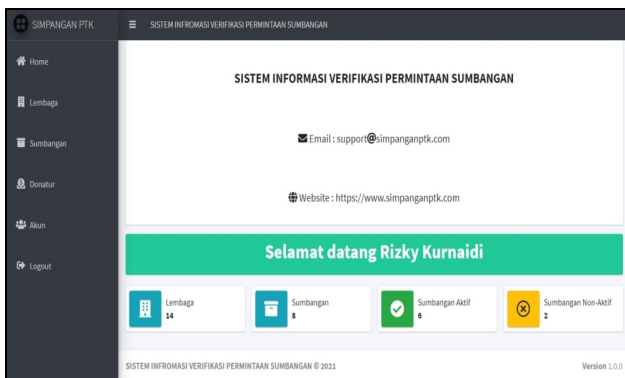 SIMPANGAN PTK
SISTEM INFROMASI VERIFIKASI PERMINTAAN SUMBANGAN
Home
Lembaga
Sumbangan
Donatur
Akun
Logout
SISTEM INFORMASI VERIFIKASI PERMINTAAN SUMBANGAN
Email : support@simpanganptk.com
Website : https://www.simpanganptk.com
Selamat datang Rizky Kurnaidi
Lembaga
14
Sumbangan
8
Sumbangan Aktif
6
Sumbangan Non-Aktif
2
SISTEM INFROMASI VERIFIKASI PERMINTAAN SUMBANGAN © 2021
Version 1.0.0